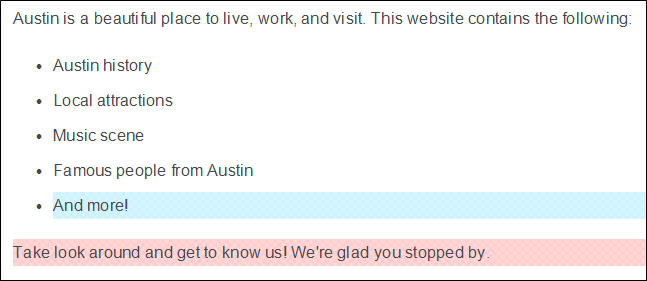 Austin is a beautiful place to live, work, and visit. This website contains the following:
• Austin history
• Local attractions
• Music scene
• Famous people from Austin
• And more!
Take look around and get to know us! We're glad you stopped by.